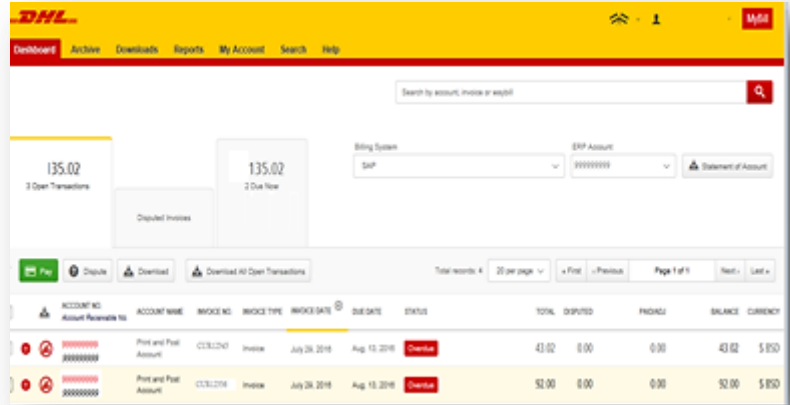 DHL
MyBill
Dashboard Archive Downloads Reports My Account Search Help
Search by account, invoice or waybill
135.02
3 Open Transactions
Disputed Invoices
135.02
2 Due Now
Billing System
SAP
ERP Account
999999999
Statement of Account
Pay Dispute Download Download All Open Transactions Total records: 4 20 per page First Previous Page 1 of 1 Next Last
ACCOUNT NO.
Account Receivable No
ACCOUNT NAME INVOICE NO. INVOICE TYPE INVOICE DATE DUE DATE STATUS TOTAL DISPUTED PAID/ADJ BALANCE CURRENCY
Print and Post
Account
Invoice July 29, 2016 Aug. 13, 2016 Overdue 43.02 0.00 0.00 43.02
Print and Post
Account
Invoice July 29, 2016 Aug. 13, 2016 Overdue 92.00 0.00 0.00 92.00